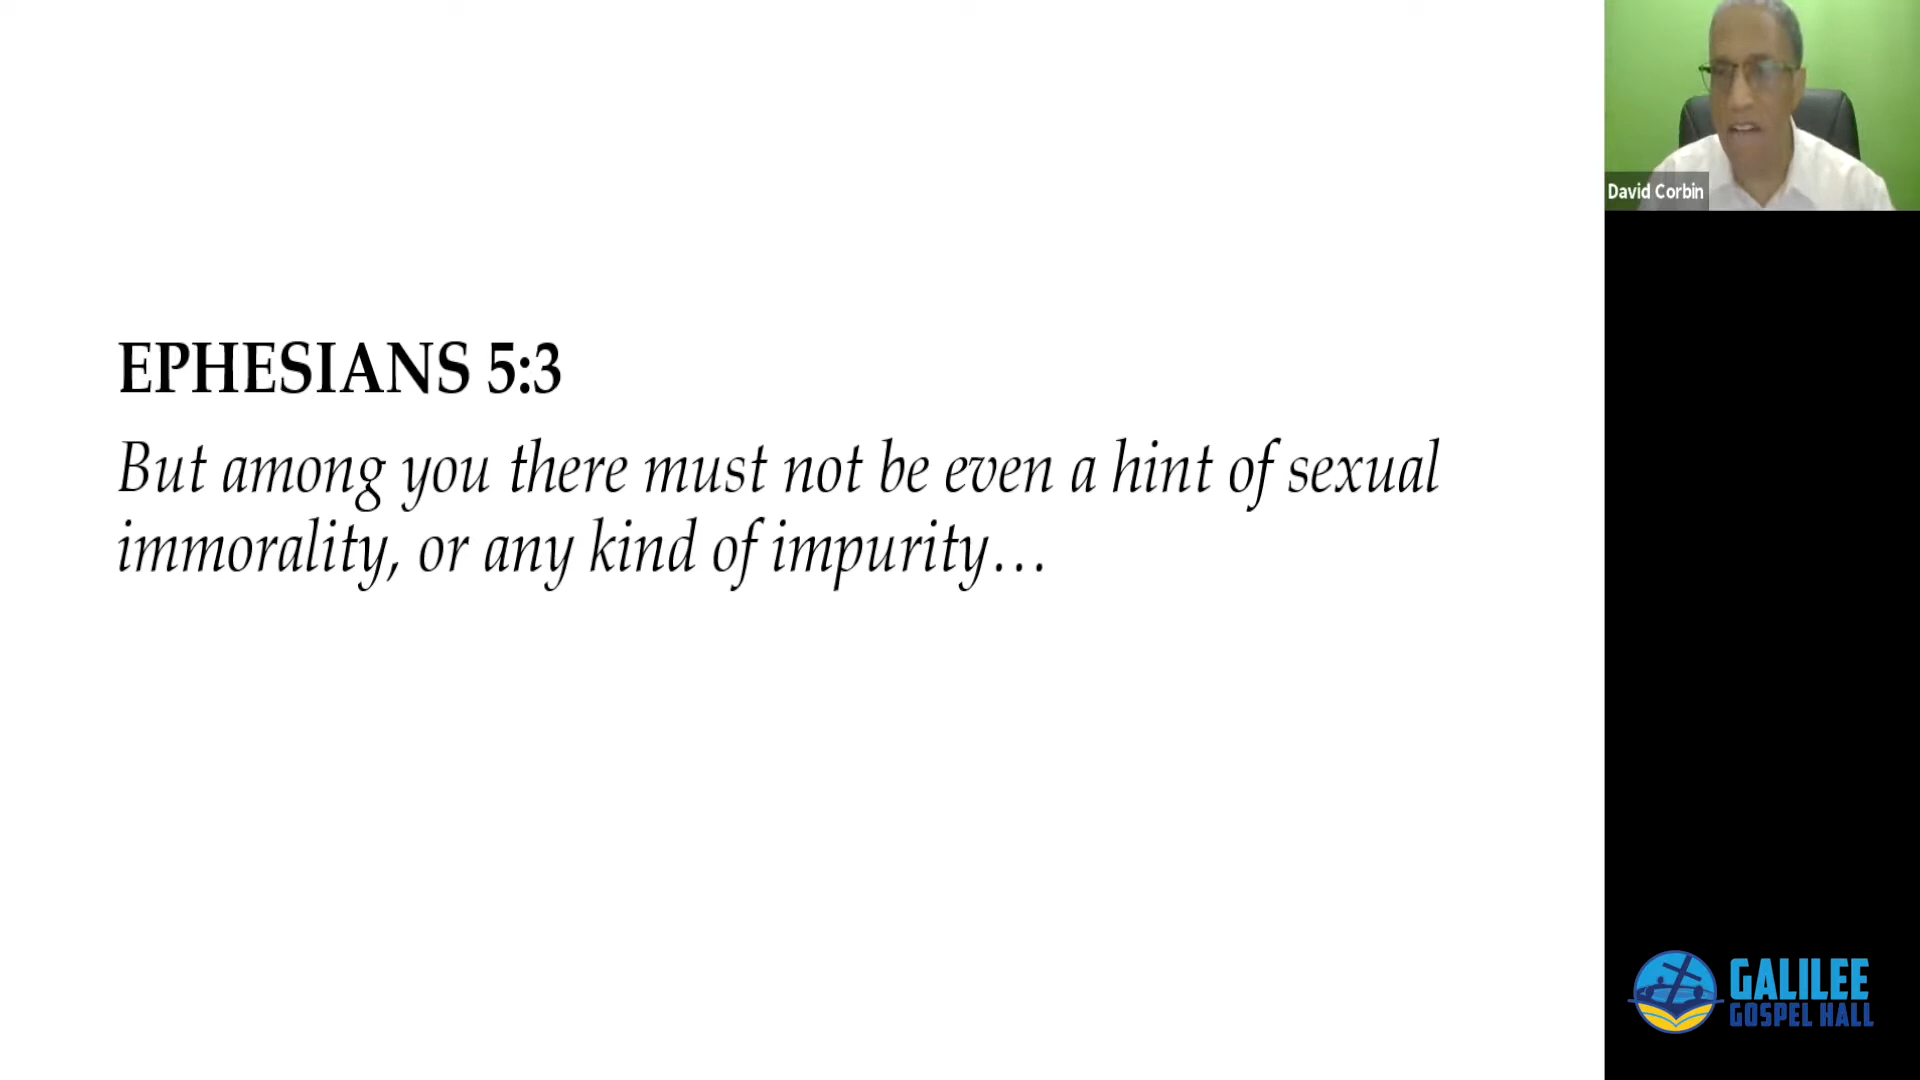 EPHESIANS 5:3
But among you there must not be even a hint of sexual
immorality, or any kind of impurity…
David Corbin
GALILEE
GOSPEL HALL